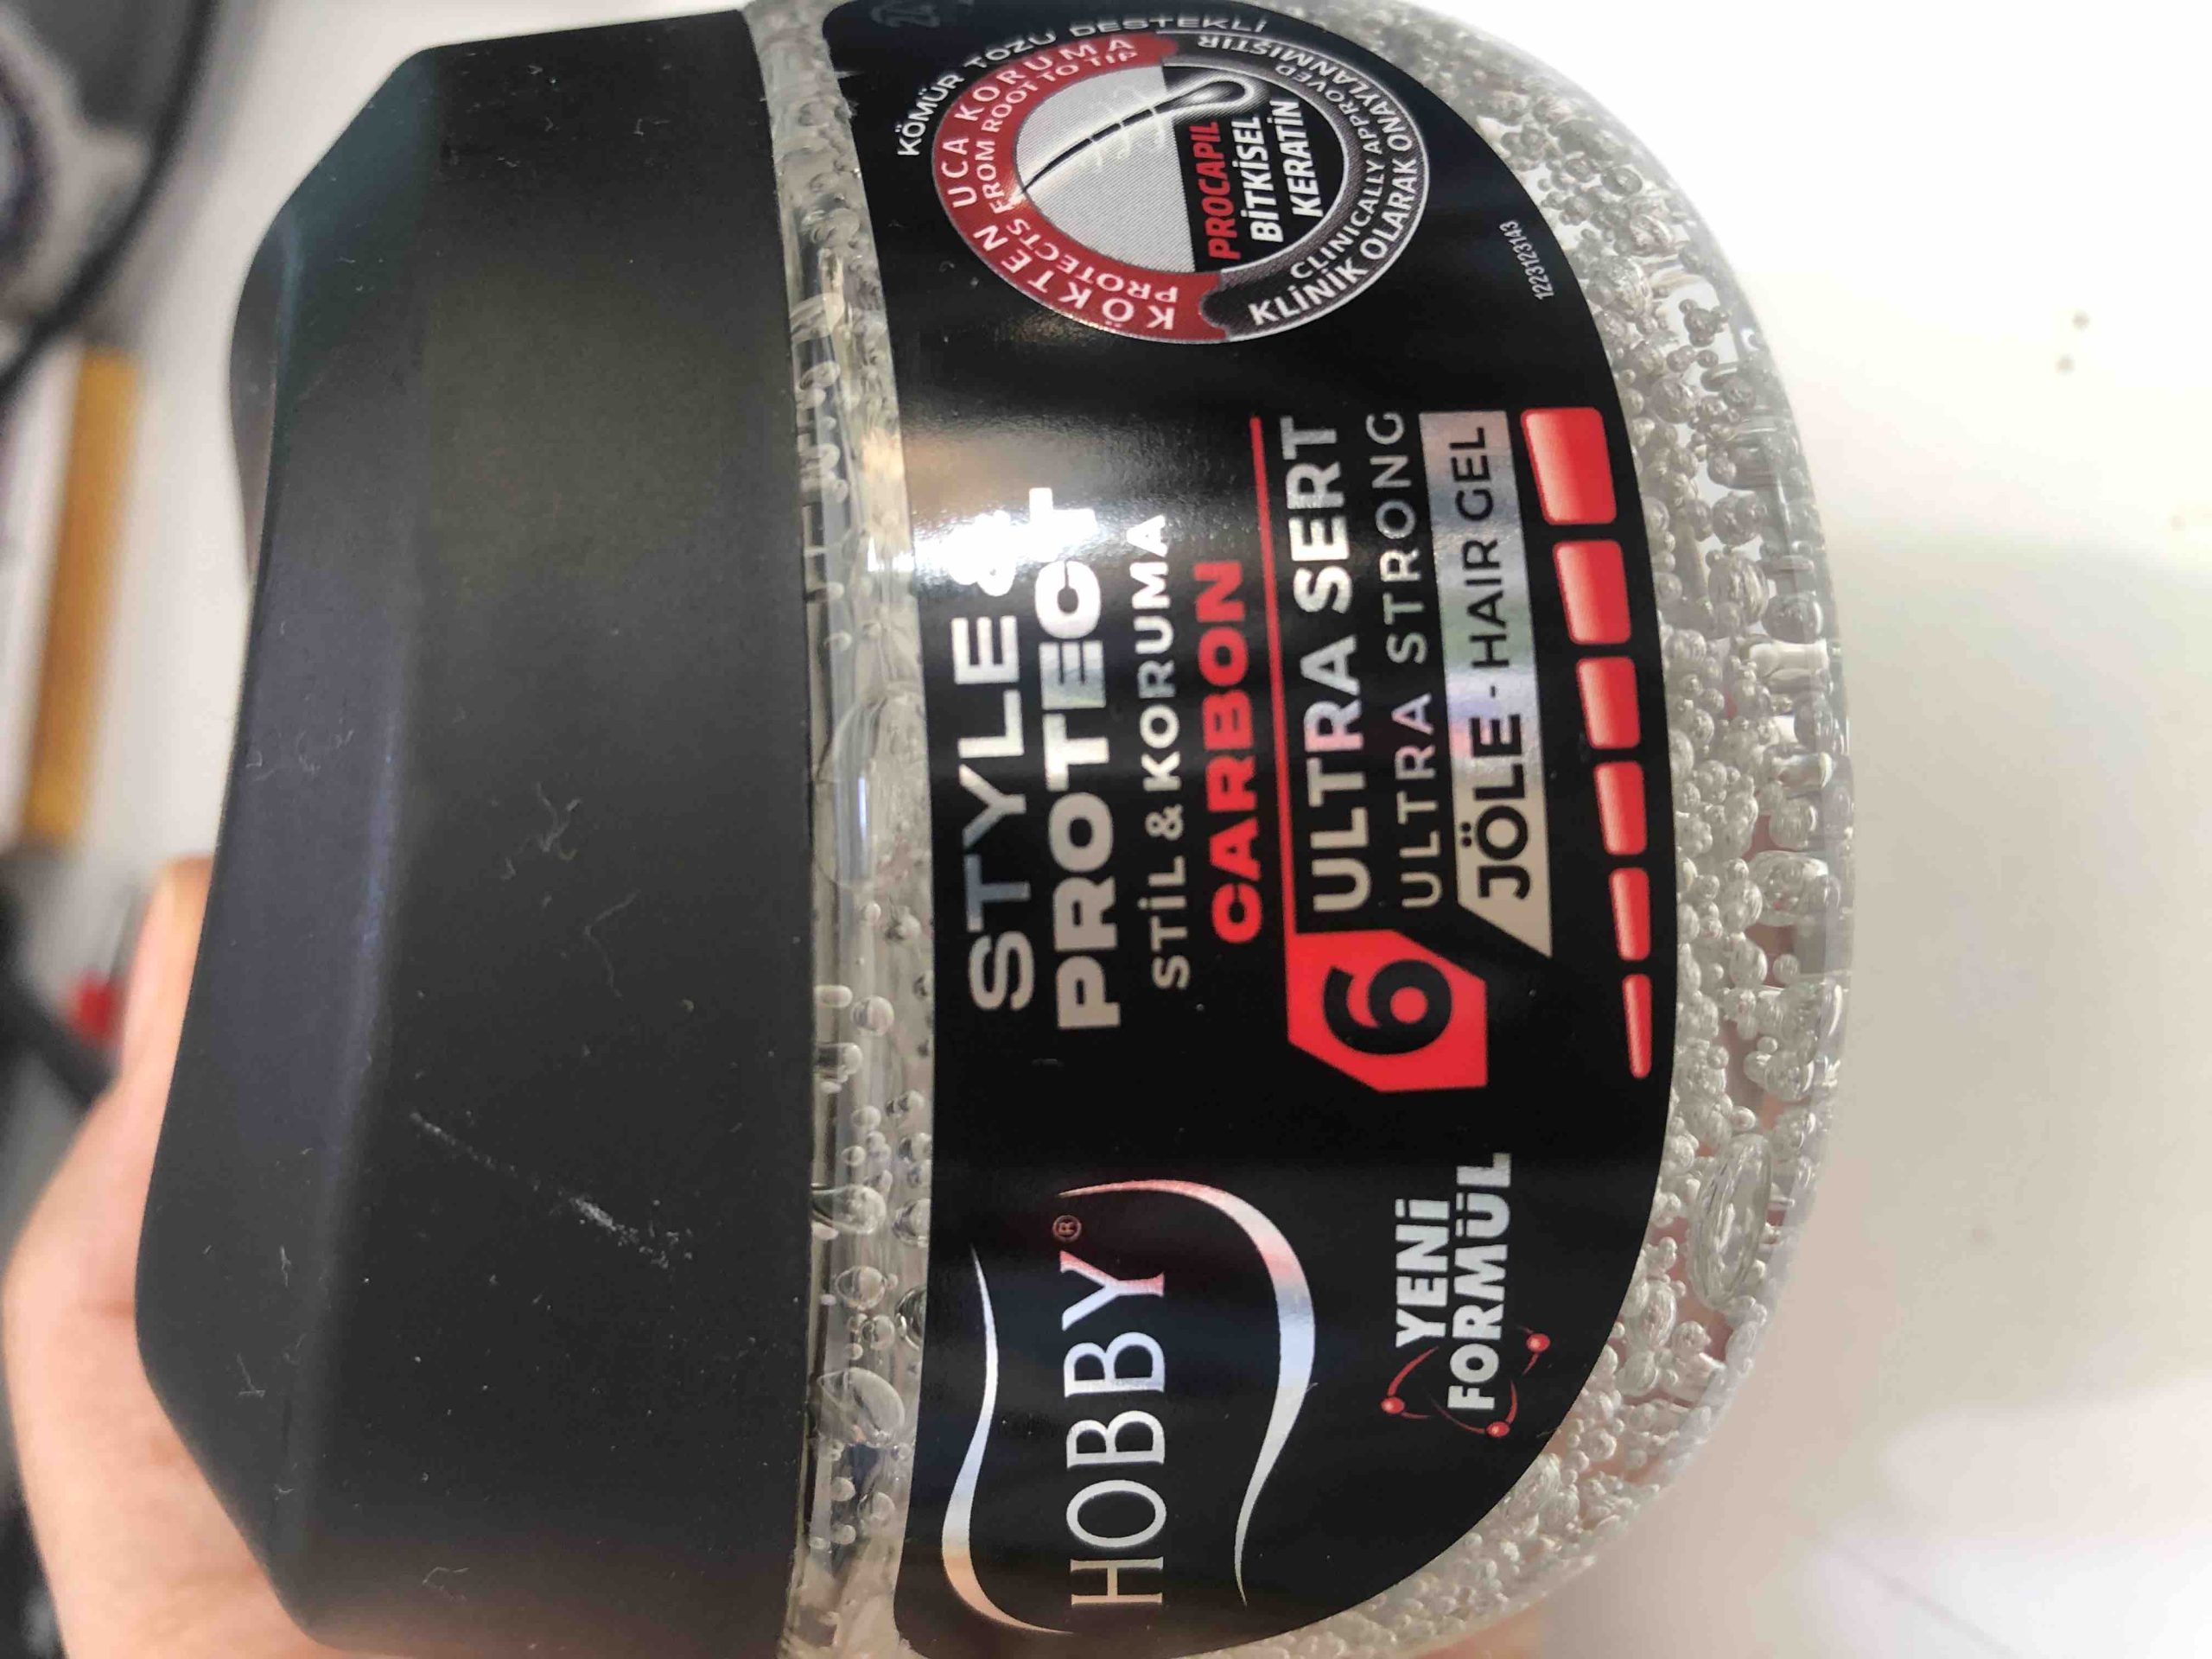 HOBBY®
YENİ
FORMÜL
STYLE &
PROTECT
STİL & KORUMA
CARBON
6
ULTRA SERT
ULTRA STRONG
JÖLE - HAIR GEL
KÖMÜR TOZU DESTEKLİ
KÖKTEN UCA KORUMA
PROTECTS FROM ROOT TO TIP
PROCAPIL
BİTKİSEL
KERATİN
CLINICALLY APPROVED
KLİNİK OLARAK ONAYLANMIŞTIR
1223123143